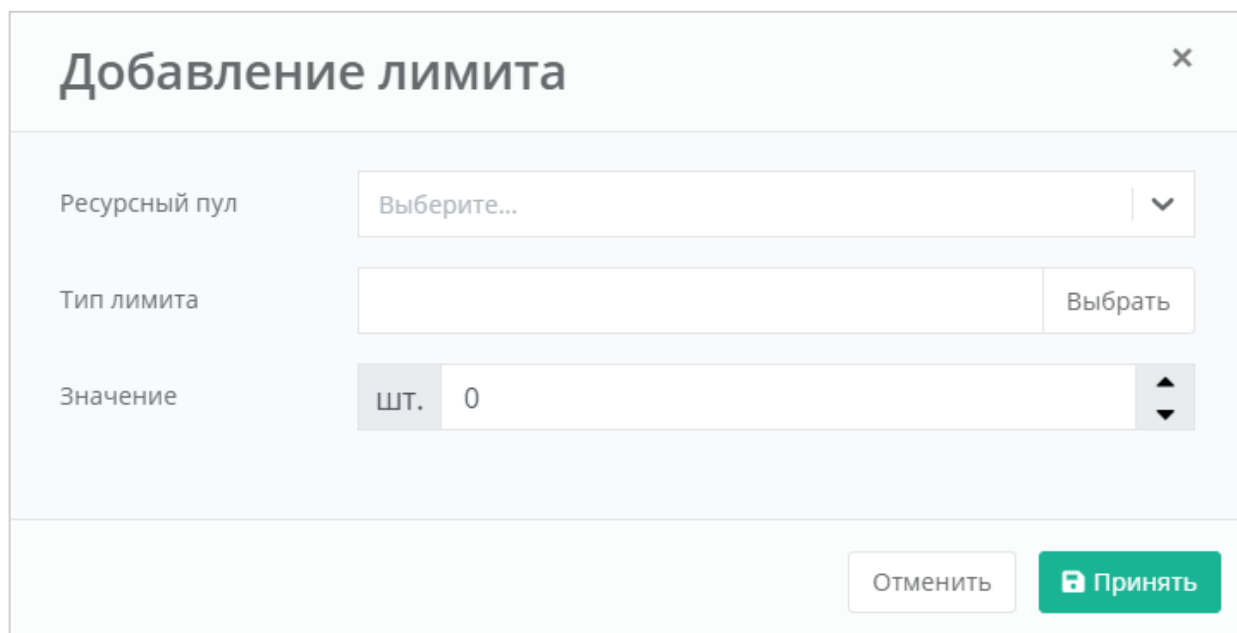 Добавление лимита
Ресурсный пул
Выберите...
Тип лимита
Выбрать
Значение
шт. 0
Отменить
Принять